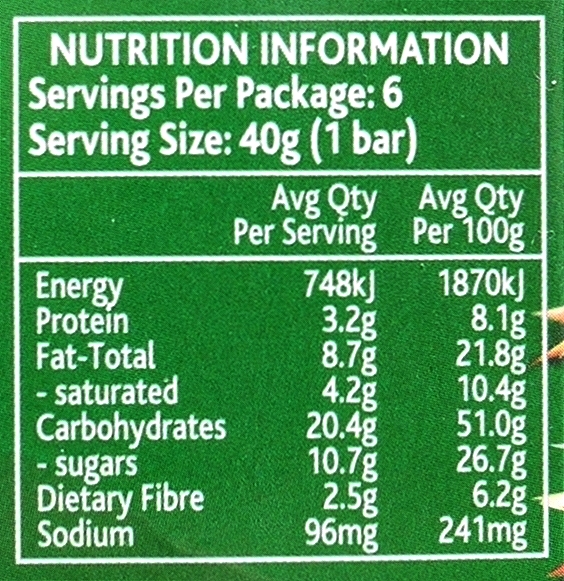 NUTRITION INFORMATION
Servings Per Package: 6
Serving Size: 40g (1 bar)
Avg Qty Avg Qty
Per Serving Per 100g
Energy 748kJ 1870kJ
Protein 3.2g 8.1g
Fat-Total 8.7g 21.8g
- saturated 4.2g 10.4g
Carbohydrates 20.4g 51.0g
- sugars 10.7g 26.7g
Dietary Fibre 2.5g 6.2g
Sodium 96mg 241mg